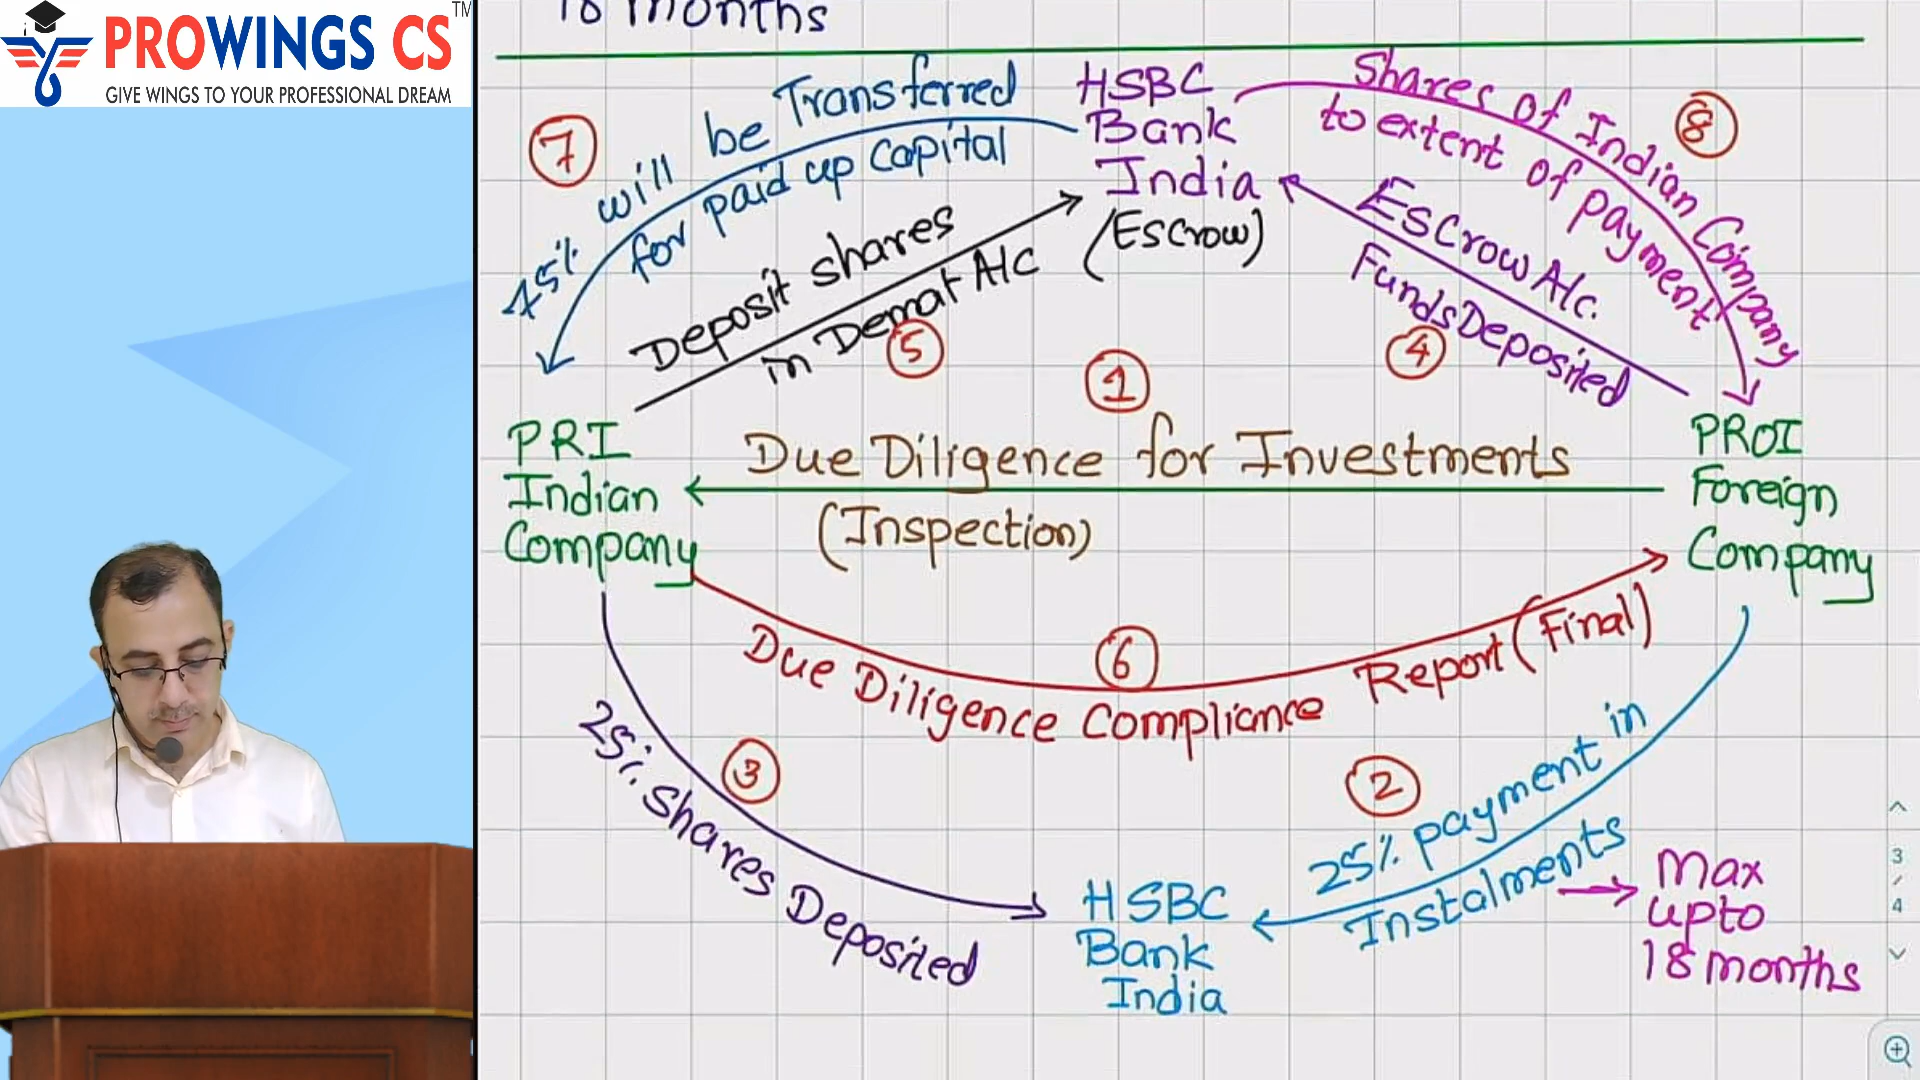 PROWINGS CS TM
GIVE WINGS TO YOUR PROFESSIONAL DREAM
18 months
7
75% will be Transferred
for paid up capital
HSBC
Bank
India
(Escrow)
Shares of Indian Company
to extent of payment
8
Deposit shares
in Demat A/c
5
Escrow A/c.
Funds Deposited
4
1
PRI
Indian
Company
Due Diligence for Investments
(Inspection)
PROI
Foreign
Company
6
Due Diligence Compliance Report (Final)
3
25% Shares Deposited
2
25% payment in
Instalments
Max
upto
18 months
HSBC
Bank
India
3
/
4